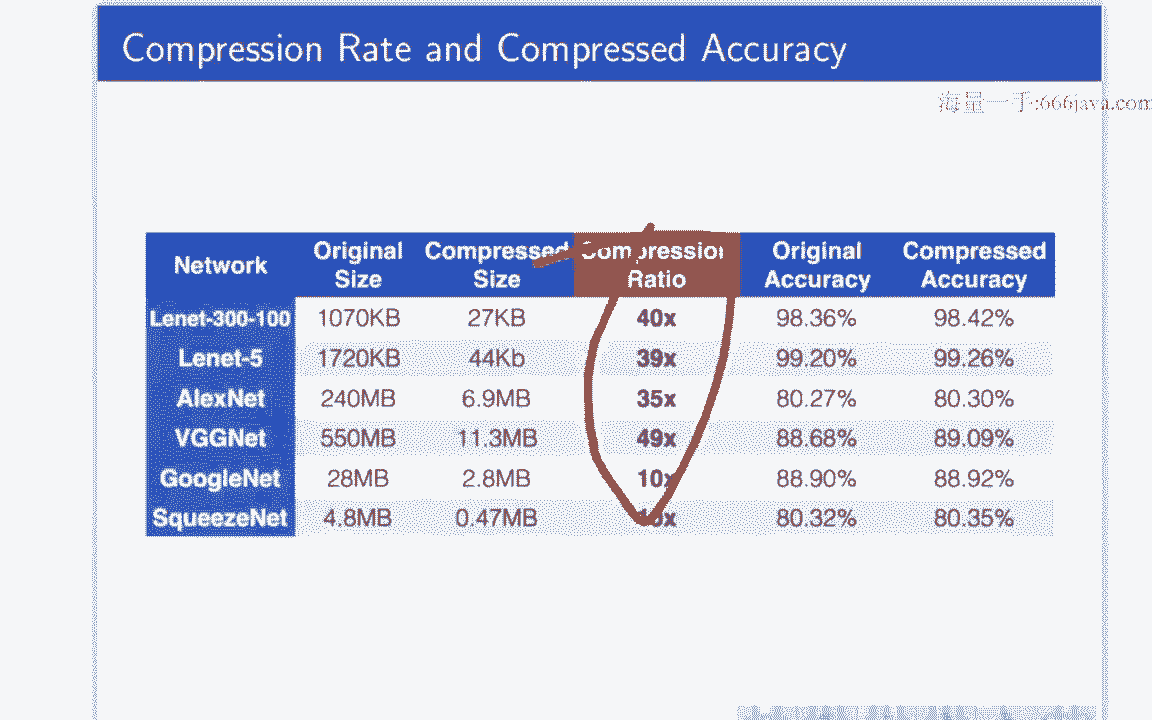 Compression Rate and Compressed Accuracy
海量一手:666java.com
Network Original Size Compressed Size Compression Ratio Original Accuracy Compressed Accuracy
Lenet-300-100 1070KB 27KB 40x 98.36% 98.42%
Lenet-5 1720KB 44Kb 39x 99.20% 99.26%
AlexNet 240MB 6.9MB 35x 80.27% 80.30%
VGGNet 550MB 11.3MB 49x 88.68% 89.09%
GoogleNet 28MB 2.8MB 10x 88.90% 88.92%
SqueezeNet 4.8MB 0.47MB 10x 80.32% 80.35%